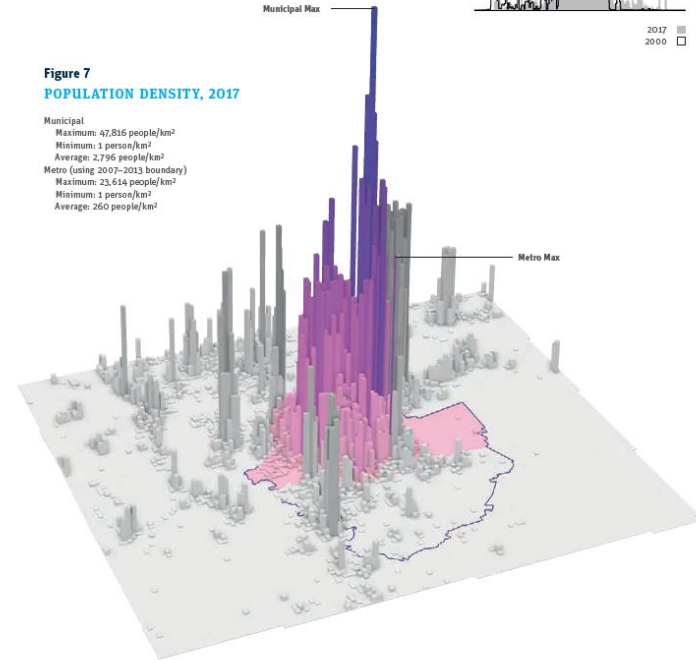 Municipal Max
2017
2000
Figure 7
POPULATION DENSITY, 2017
Municipal
Maximum: 47,816 people/km²
Minimum: 1 person/km²
Average: 2,796 people/km²
Metro (using 2007–2013 boundary)
Maximum: 23,614 people/km²
Minimum: 1 person/km²
Average: 260 people/km²
Metro Max